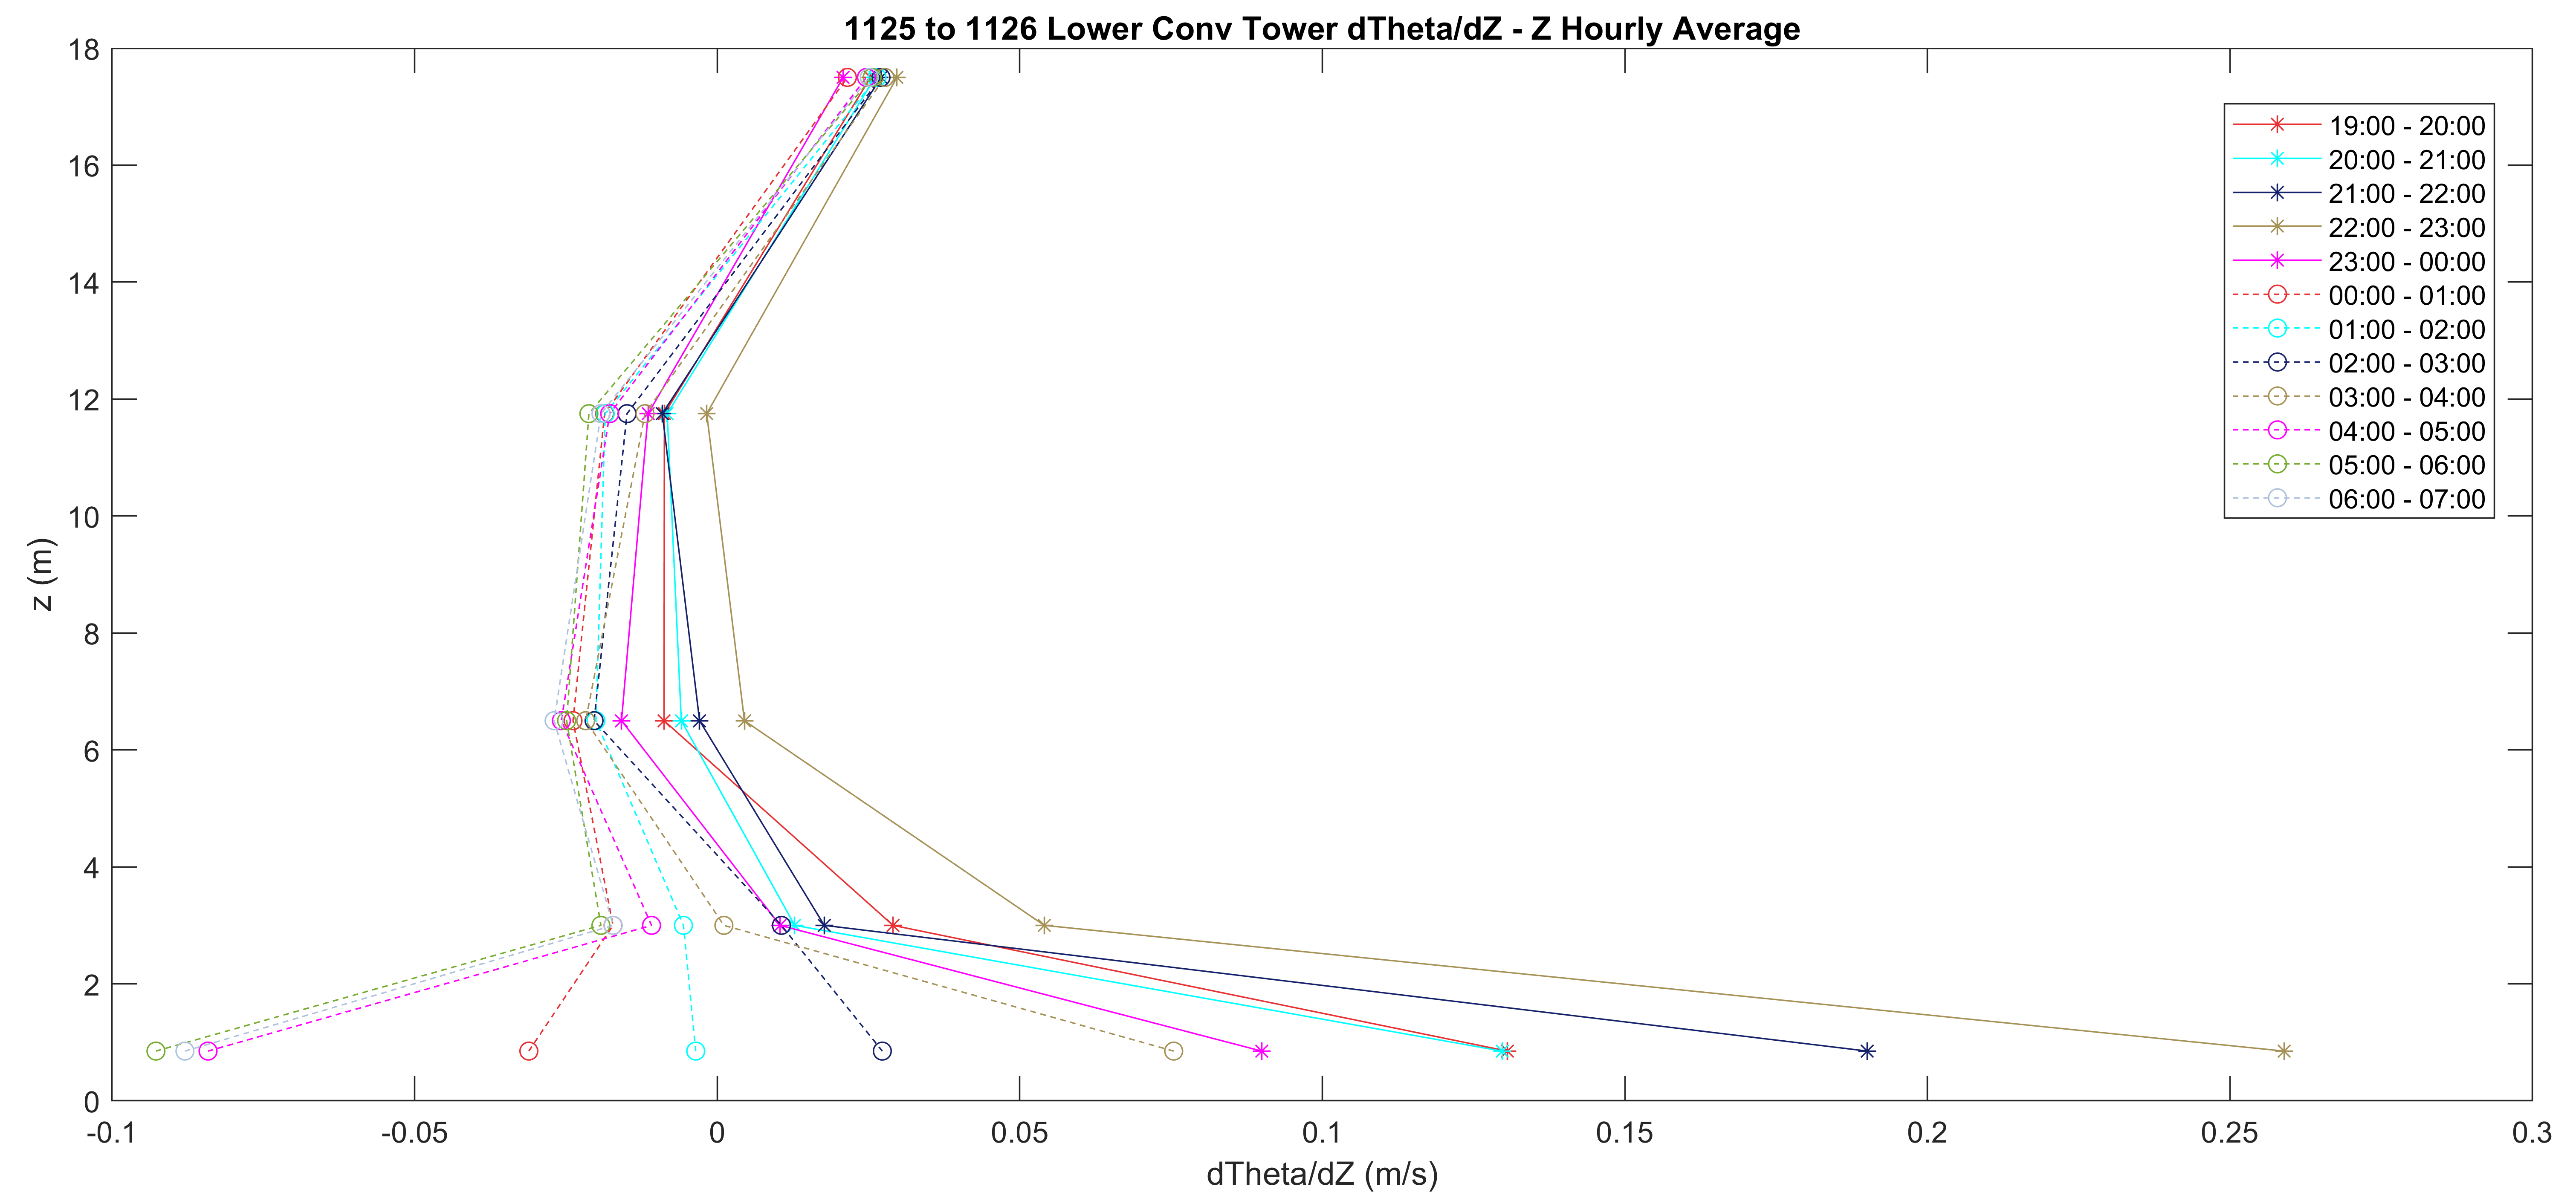 1125 to 1126 Lower Conv Tower dTheta/dZ - Z Hourly Average
18
16
14
12
10
8
6
4
2
0
z (m)
19:00 - 20:00
20:00 - 21:00
21:00 - 22:00
22:00 - 23:00
23:00 - 00:00
00:00 - 01:00
01:00 - 02:00
02:00 - 03:00
03:00 - 04:00
04:00 - 05:00
05:00 - 06:00
06:00 - 07:00
-0.1 -0.05 0 0.05 0.1 0.15 0.2 0.25 0.3
dTheta/dZ (m/s)